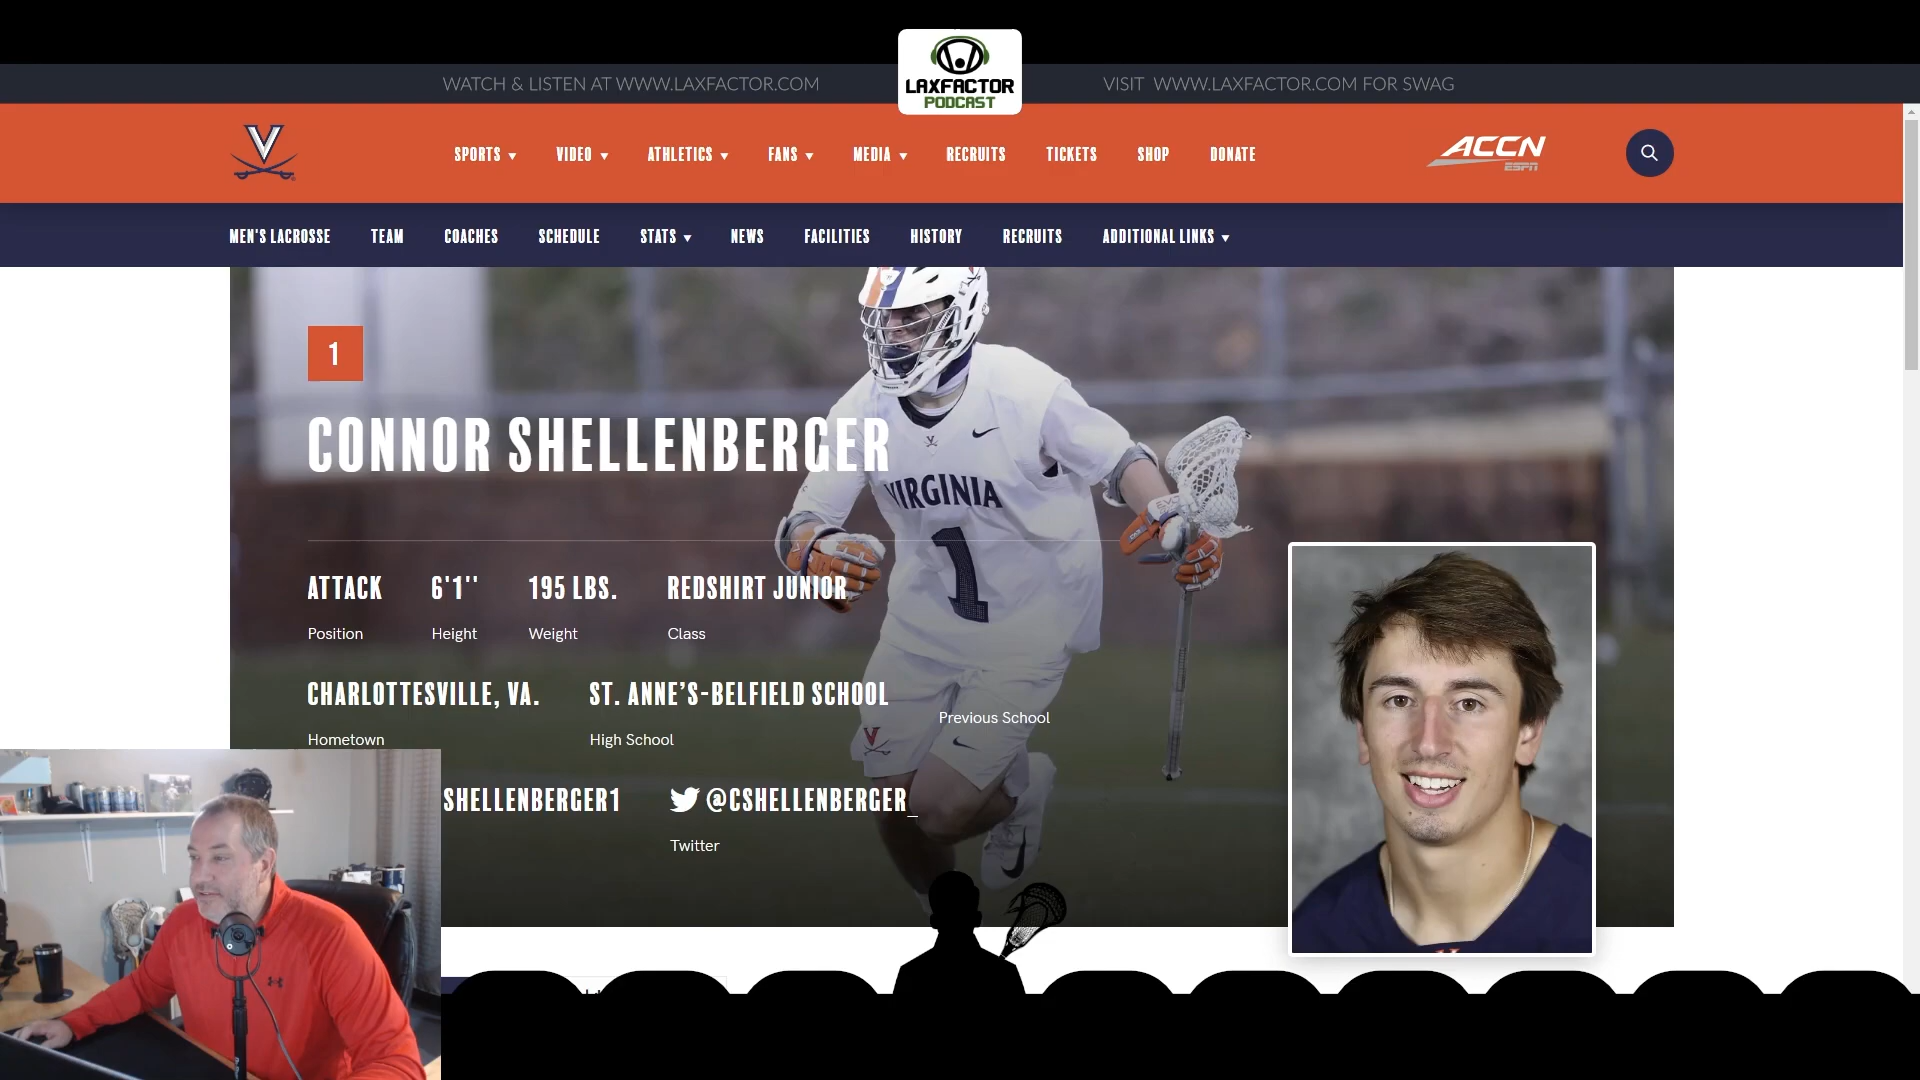 WATCH & LISTEN AT WWW.LAXFACTOR.COM
LAXFACTOR
PODCAST
VISIT WWW.LAXFACTOR.COM FOR SWAG
V
SPORTS VIDEO ATHLETICS FANS MEDIA RECRUITS TICKETS SHOP DONATE
ACCN
ESPN
MEN'S LACROSSE TEAM COACHES SCHEDULE STATS NEWS FACILITIES HISTORY RECRUITS ADDITIONAL LINKS
1
CONNOR SHELLENBERGER
VIRGINIA
1
ATTACK 6'1'' 195 LBS. REDSHIRT JUNIOR
Position Height Weight Class
CHARLOTTESVILLE, VA. ST. ANNE’S-BELFIELD SCHOOL
Hometown High School Previous School
SHELLENBERGER1 @CSHELLENBERGER_
Twitter